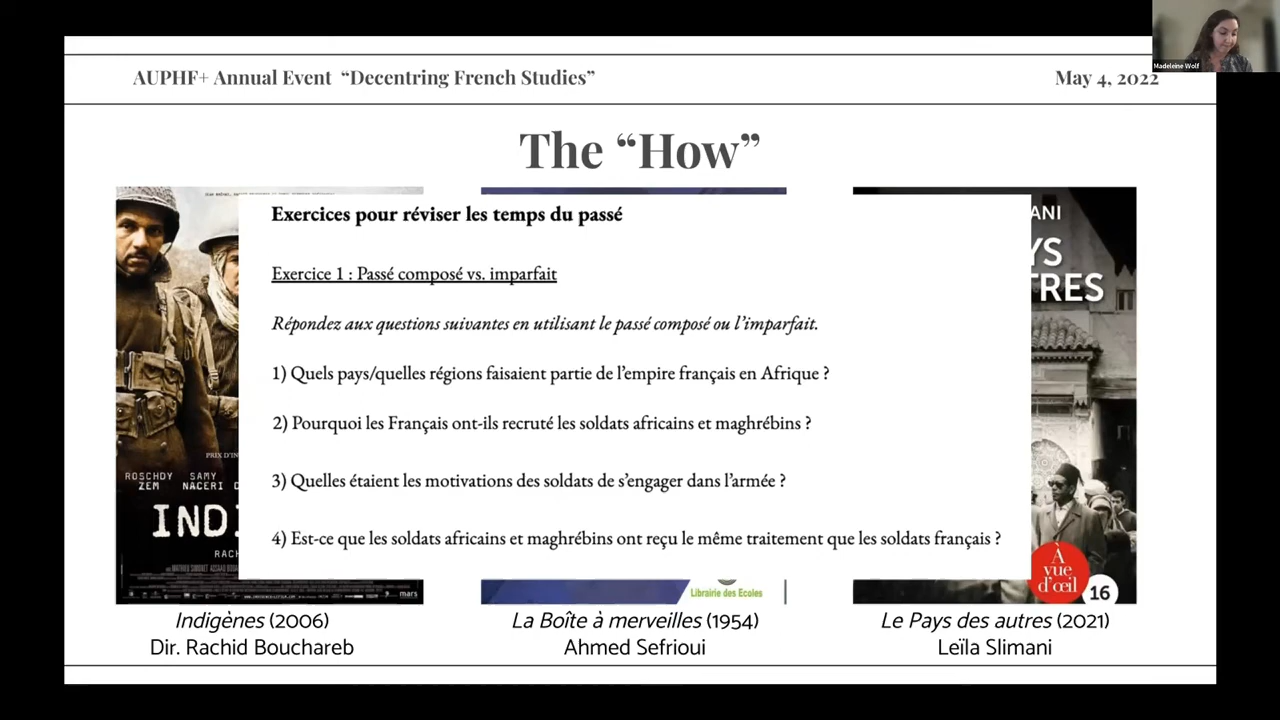 Madeleine Wolf
AUPHF+ Annual Event “Decentring French Studies”
May 4, 2022
The “How”
Exercices pour réviser les temps du passé
Exercice 1 : Passé composé vs. imparfait
Répondez aux questions suivantes en utilisant le passé composé ou l’imparfait.
1) Quels pays/quelles régions faisaient partie de l’empire français en Afrique ?
2) Pourquoi les Français ont-ils recruté les soldats africains et maghrébins ?
3) Quelles étaient les motivations des soldats de s’engager dans l’armée ?
4) Est-ce que les soldats africains et maghrébins ont reçu le même traitement que les soldats français ?
PRIX D’IN
ROSCHDY SAMY
ZEM NACERI
IND
RACH
mars
Librairie des Ecoles
ANI
YS
TRES
À
vue
d’œil
16
Indigènes (2006)
Dir. Rachid Bouchareb
La Boîte à merveilles (1954)
Ahmed Sefrioui
Le Pays des autres (2021)
Leïla Slimani